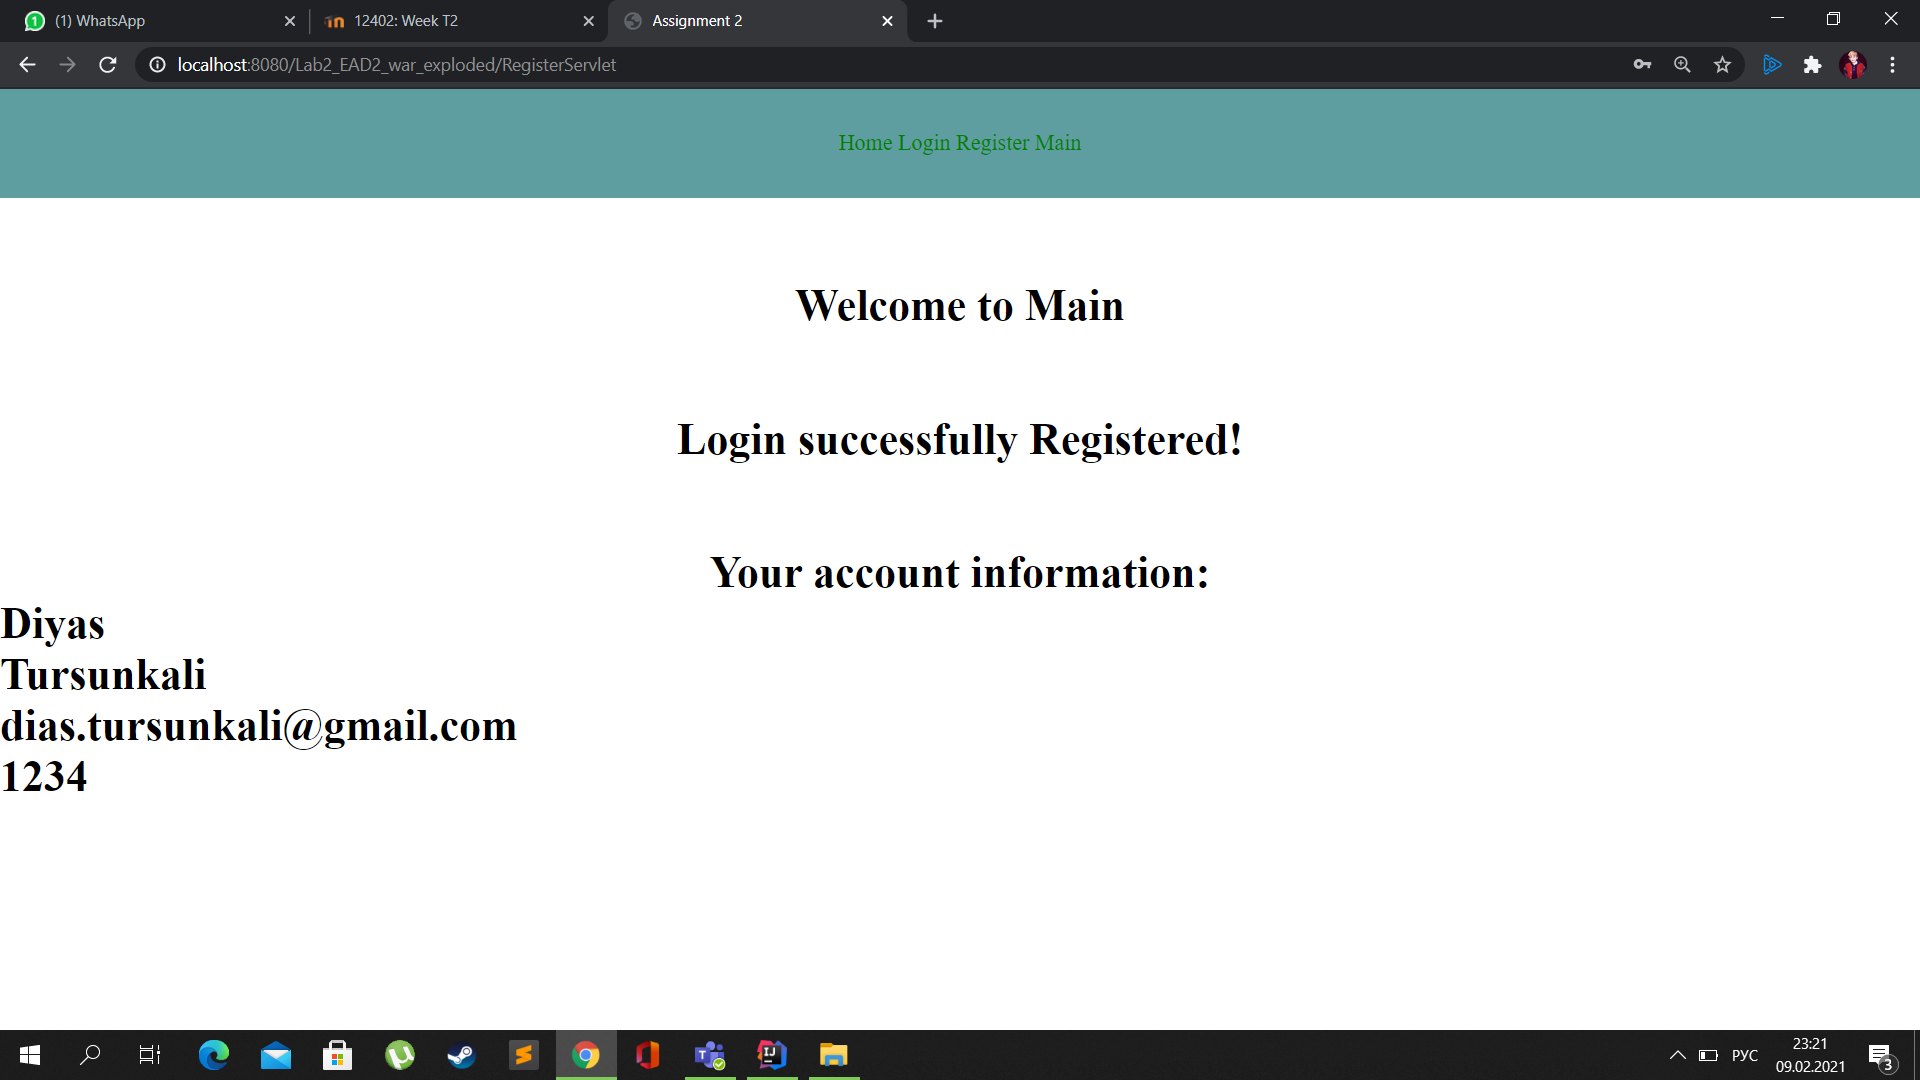 (1) WhatsApp
12402: Week T2
Assignment 2
localhost:8080/Lab2_EAD2_war_exploded/RegisterServlet
Home Login Register Main
Welcome to Main
Login successfully Registered!
Your account information:
Diyas
Tursunkali
dias.tursunkali@gmail.com
1234
РУС
23:21
09.02.2021
3